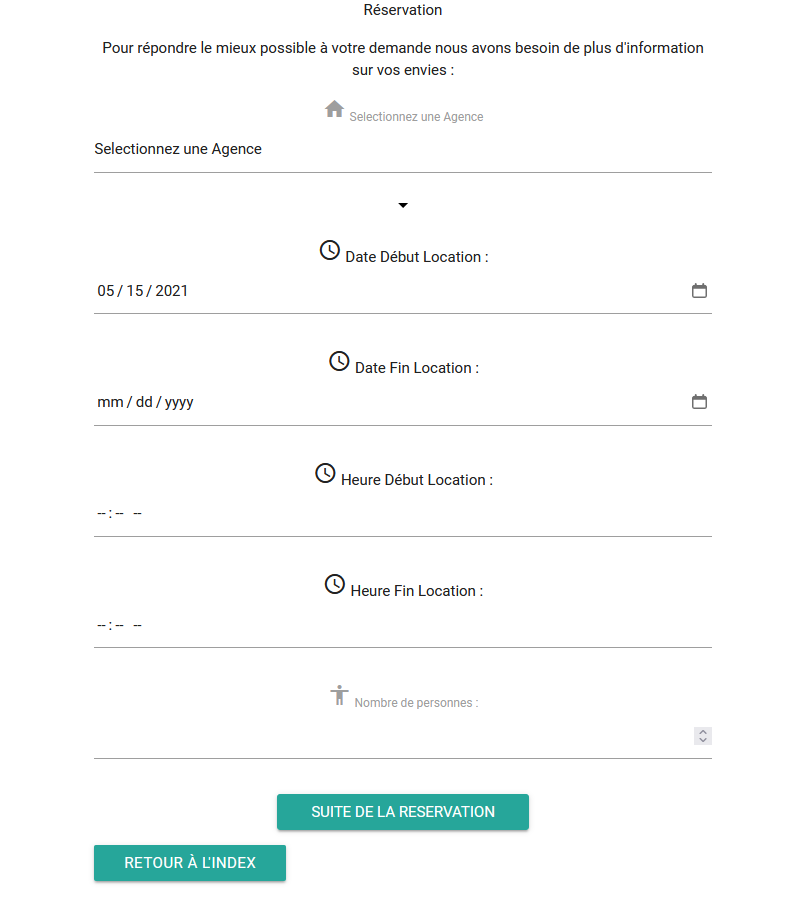 Réservation
Pour répondre le mieux possible à votre demande nous avons besoin de plus d'information
sur vos envies :
Selectionnez une Agence
Selectionnez une Agence
Date Début Location :
05 / 15 / 2021
Date Fin Location :
mm / dd / yyyy
Heure Début Location :
-- : -- --
Heure Fin Location :
-- : -- --
Nombre de personnes :
SUITE DE LA RESERVATION
RETOUR À L'INDEX